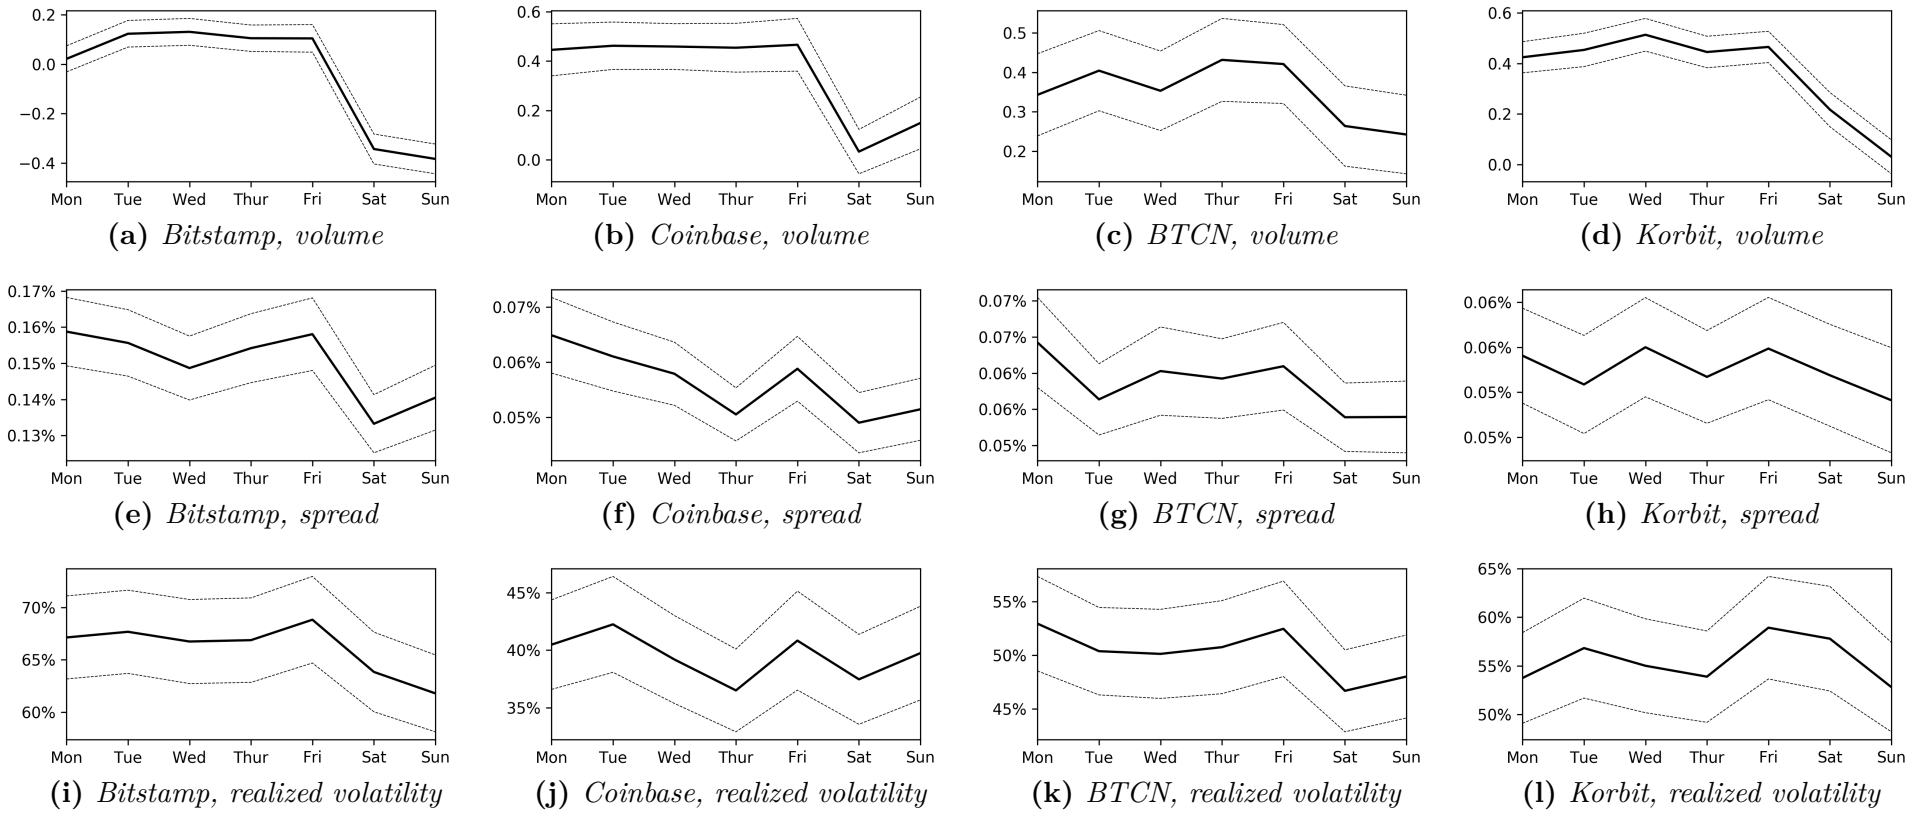 0.2
0.0
−0.2
−0.4
Mon Tue Wed Thur Fri Sat Sun
(a) Bitstamp, volume
0.6
0.4
0.2
0.0
Mon Tue Wed Thur Fri Sat Sun
(b) Coinbase, volume
0.5
0.4
0.3
0.2
Mon Tue Wed Thur Fri Sat Sun
(c) BTCN, volume
0.6
0.4
0.2
0.0
Mon Tue Wed Thur Fri Sat Sun
(d) Korbit, volume
0.17%
0.16%
0.15%
0.14%
0.13%
Mon Tue Wed Thur Fri Sat Sun
(e) Bitstamp, spread
0.07%
0.06%
0.05%
Mon Tue Wed Thur Fri Sat Sun
(f) Coinbase, spread
0.07%
0.07%
0.06%
0.06%
0.05%
Mon Tue Wed Thur Fri Sat Sun
(g) BTCN, spread
0.06%
0.06%
0.05%
0.05%
Mon Tue Wed Thur Fri Sat Sun
(h) Korbit, spread
70%
65%
60%
Mon Tue Wed Thur Fri Sat Sun
(i) Bitstamp, realized volatility
45%
40%
35%
Mon Tue Wed Thur Fri Sat Sun
(j) Coinbase, realized volatility
55%
50%
45%
Mon Tue Wed Thur Fri Sat Sun
(k) BTCN, realized volatility
65%
60%
55%
50%
Mon Tue Wed Thur Fri Sat Sun
(l) Korbit, realized volatility